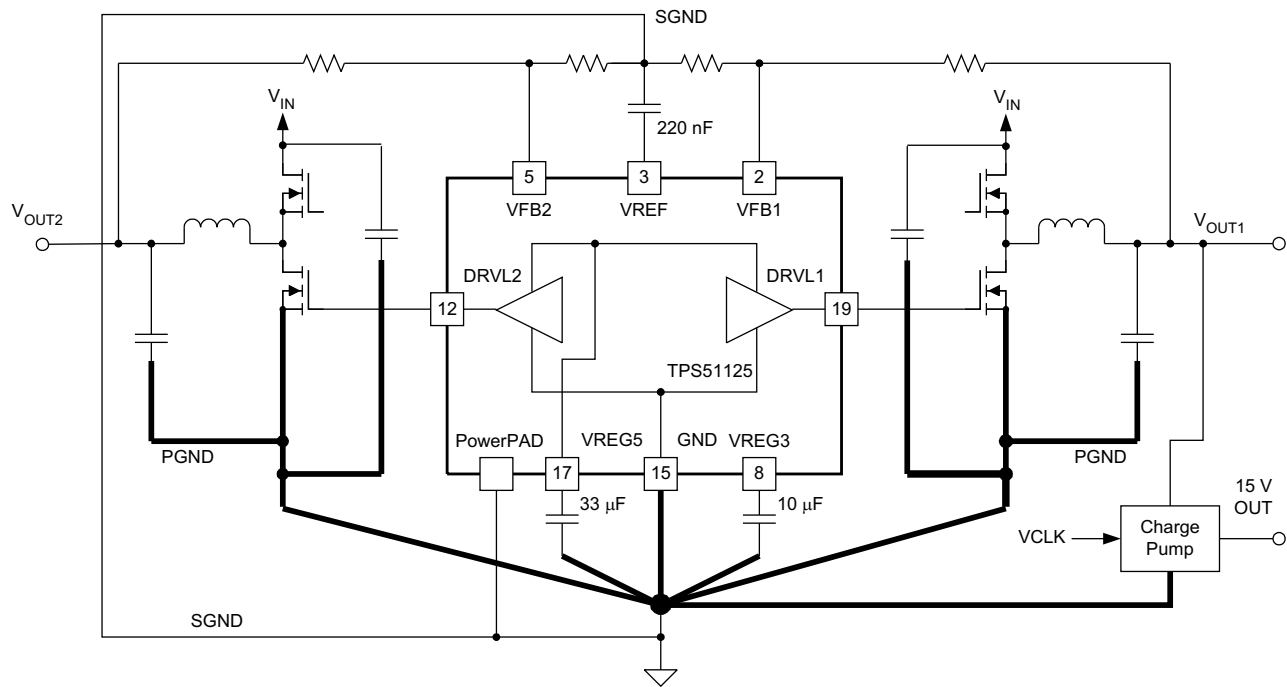 SGND
V_IN
V_IN
220 nF
5
3
2
VFB2
VREF
VFB1
V_OUT2
V_OUT1
DRVL2
DRVL1
12
19
TPS51125
PowerPAD
VREG5
GND
VREG3
PGND
PGND
17
15
8
15 V
OUT
33 μF
10 μF
VCLK
Charge
Pump
SGND